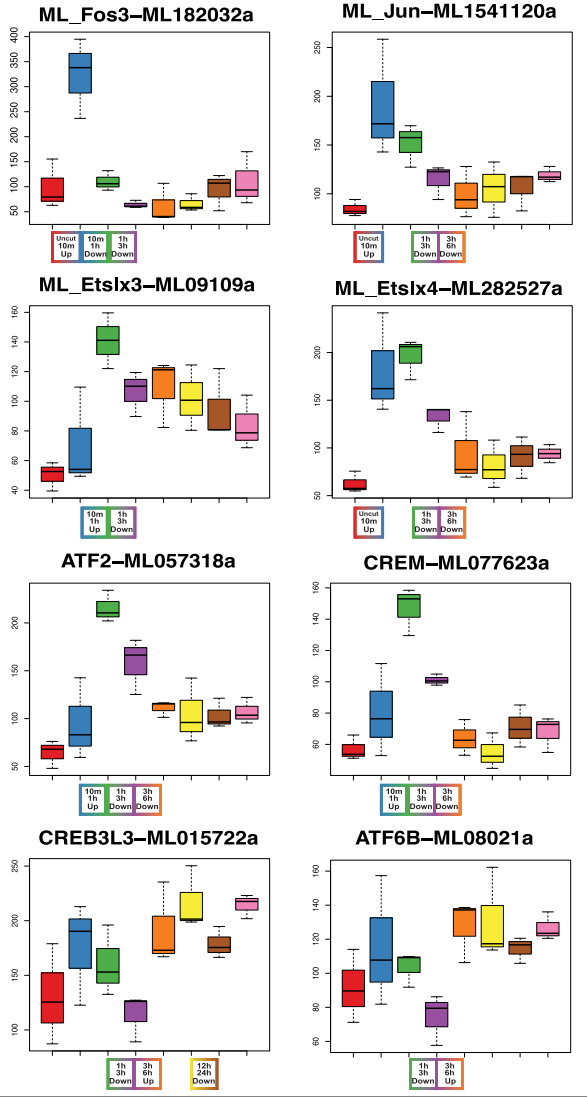 ML_Fos3–ML182032a
400
350
300
250
200
150
100
50
Uncut 10m 1h
10m 1h 3h
Up Down Down
ML_Jun–ML1541120a
250
200
150
100
Uncut 1h 3h
10m 3h 6h
Up Down Down
ML_Etslx3–ML09109a
160
140
120
100
80
60
40
10m 1h
1h 3h
Up Down
ML_Etslx4–ML282527a
200
150
100
50
Uncut 1h 3h
10m 3h 6h
Up Down Down
ATF2–ML057318a
200
150
100
50
10m 1h 3h
1h 3h 6h
Up Down Down
CREM–ML077623a
160
140
120
100
80
60
10m 1h 3h
1h 3h 6h
Up Down Down
CREB3L3–ML015722a
250
200
150
100
1h 3h 12h
3h 6h 24h
Down Up Down
ATF6B–ML08021a
160
140
120
100
80
60
1h 3h
3h 6h
Down Up